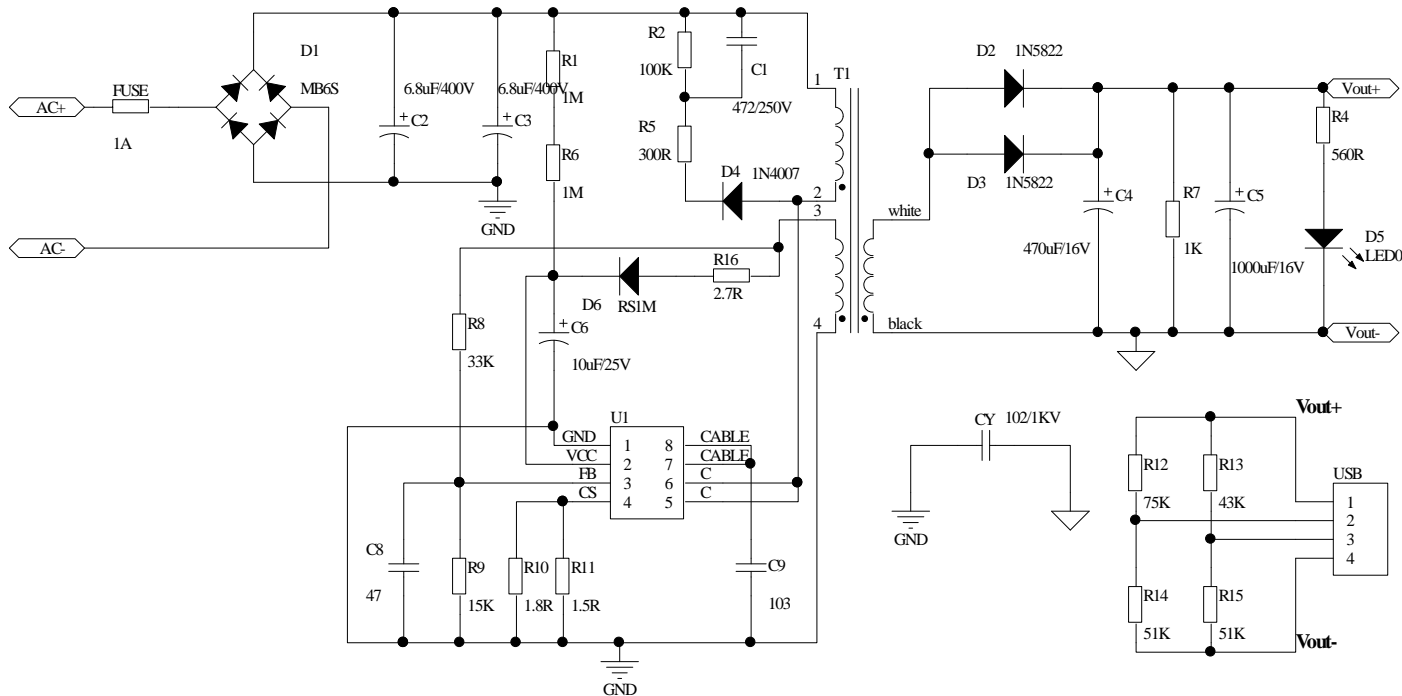 D1
MB6S
FUSE
AC+
1A
AC-
6.8uF/400V
C2
6.8uF/400V
C3
R1
1M
R6
1M
GND
R2
100K
C1
472/250V
R5
300R
D4
1N4007
T1
1
2
3
4
D2
1N5822
D3
1N5822
white
black
C4
470uF/16V
R7
1K
C5
1000uF/16V
Vout+
R4
560R
D5
LED0
Vout-
R16
2.7R
D6
RS1M
R8
33K
C6
10uF/25V
U1
GND 1 8 CABLE
VCC 2 7 CABLE
FB 3 6 C
CS 4 5 C
C8
47
R9
15K
R10
1.8R
R11
1.5R
C9
103
GND
CY 102/1KV
GND
Vout+
R12
75K
R13
43K
USB
1
2
3
4
R14
51K
R15
51K
Vout-